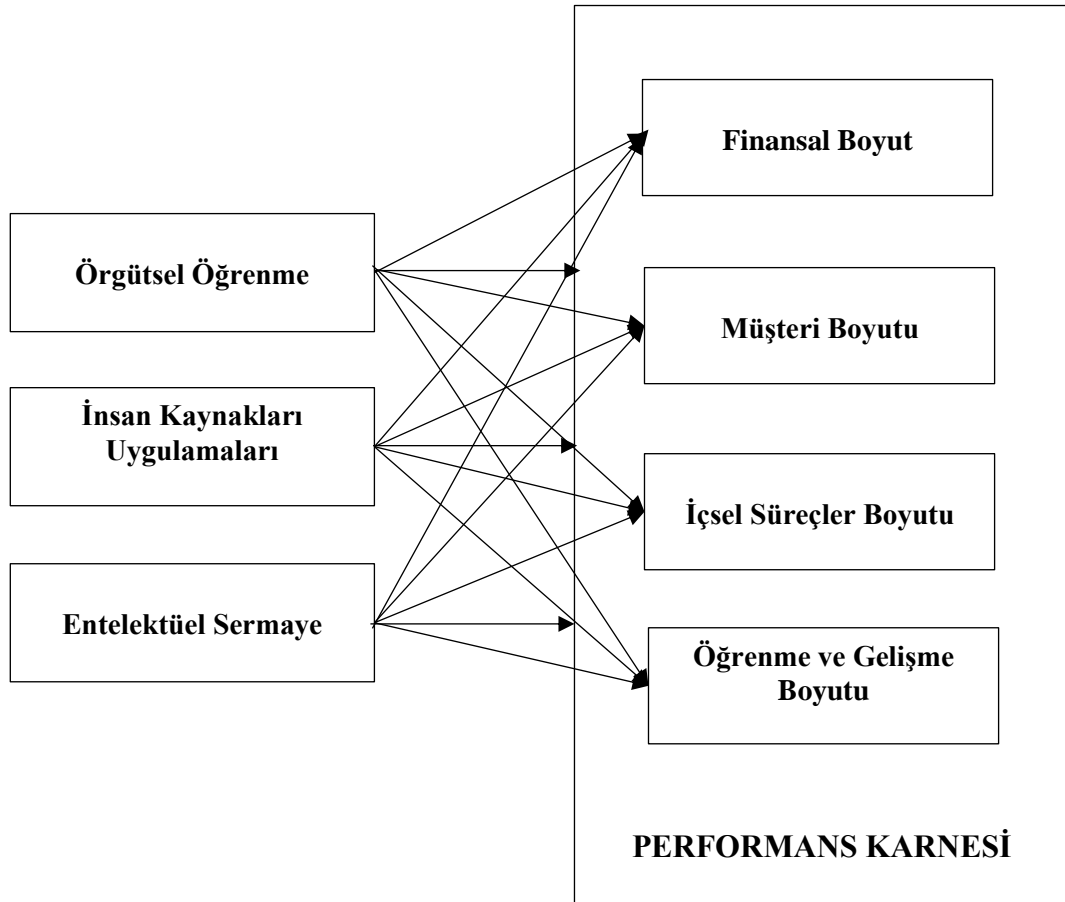 Örgütsel Öğrenme
İnsan Kaynakları
Uygulamaları
Entelektüel Sermaye
Finansal Boyut
Müşteri Boyutu
İçsel Süreçler Boyutu
Öğrenme ve Gelişme
Boyutu
PERFORMANS KARNESİ